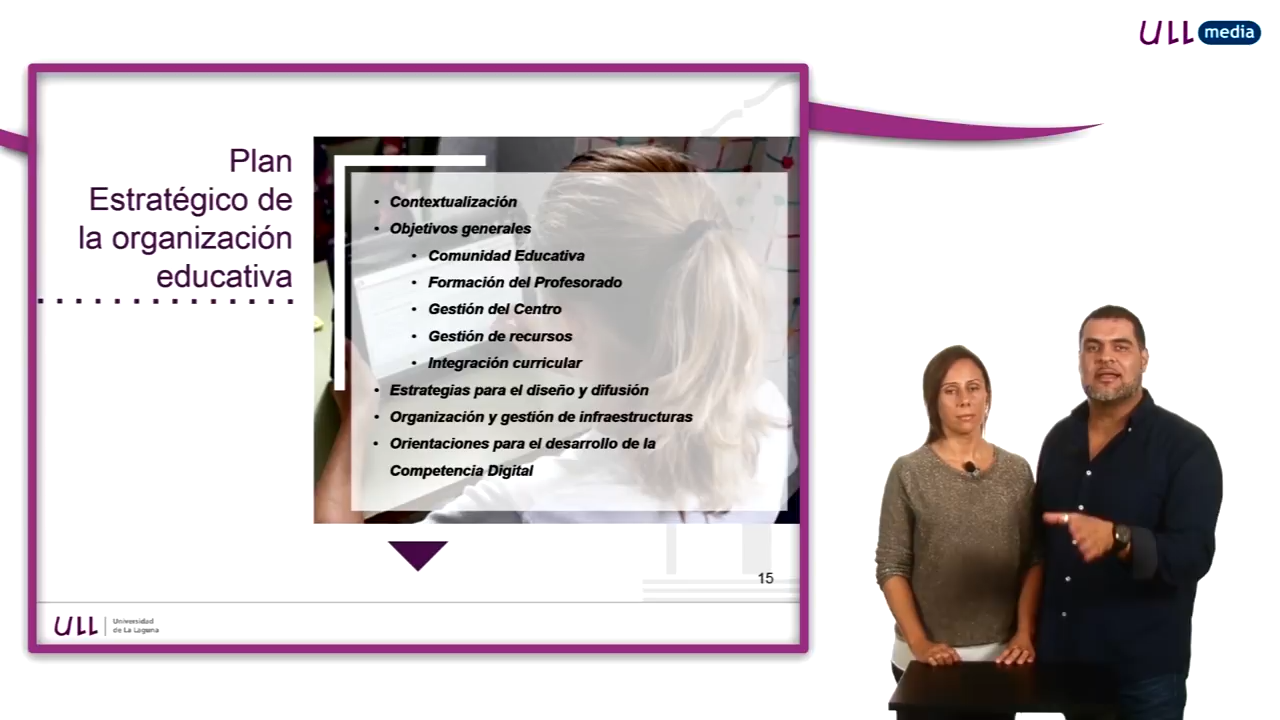 ULL media
Plan
Estratégico de
la organización
educativa
• Contextualización
• Objetivos generales
• Comunidad Educativa
• Formación del Profesorado
• Gestión del Centro
• Gestión de recursos
• Integración curricular
• Estrategias para el diseño y difusión
• Organización y gestión de infraestructuras
• Orientaciones para el desarrollo de la
Competencia Digital
15
ULL
Universidad
de La Laguna